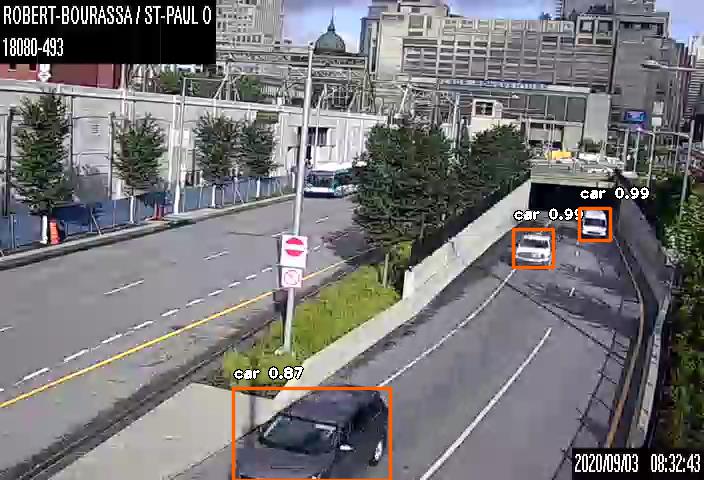 ROBERT-BOURASSA / ST-PAUL O
18080-493
car 0.99
car 0.99
car 0.87
2020/09/03 08:32:43